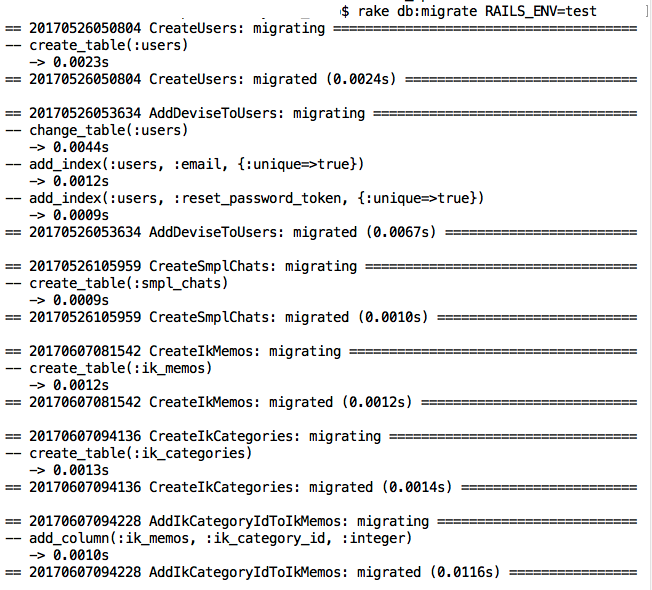 $ rake db:migrate RAILS_ENV=test
== 20170526050804 CreateUsers: migrating ======================================
-- create_table(:users)
-> 0.0023s
== 20170526050804 CreateUsers: migrated (0.0024s) =============================
== 20170526053634 AddDeviseToUsers: migrating =================================
-- change_table(:users)
-> 0.0044s
-- add_index(:users, :email, {:unique=>true})
-> 0.0012s
-- add_index(:users, :reset_password_token, {:unique=>true})
-> 0.0009s
== 20170526053634 AddDeviseToUsers: migrated (0.0067s) ========================
== 20170526105959 CreateSmplChats: migrating ==================================
-- create_table(:smpl_chats)
-> 0.0009s
== 20170526105959 CreateSmplChats: migrated (0.0010s) =========================
== 20170607081542 CreateIkMemos: migrating ====================================
-- create_table(:ik_memos)
-> 0.0012s
== 20170607081542 CreateIkMemos: migrated (0.0012s) ===========================
== 20170607094136 CreateIkCategories: migrating ===============================
-- create_table(:ik_categories)
-> 0.0013s
== 20170607094136 CreateIkCategories: migrated (0.0014s) ======================
== 20170607094228 AddIkCategoryIdToIkMemos: migrating =========================
-- add_column(:ik_memos, :ik_category_id, :integer)
-> 0.0010s
== 20170607094228 AddIkCategoryIdToIkMemos: migrated (0.0116s) ================